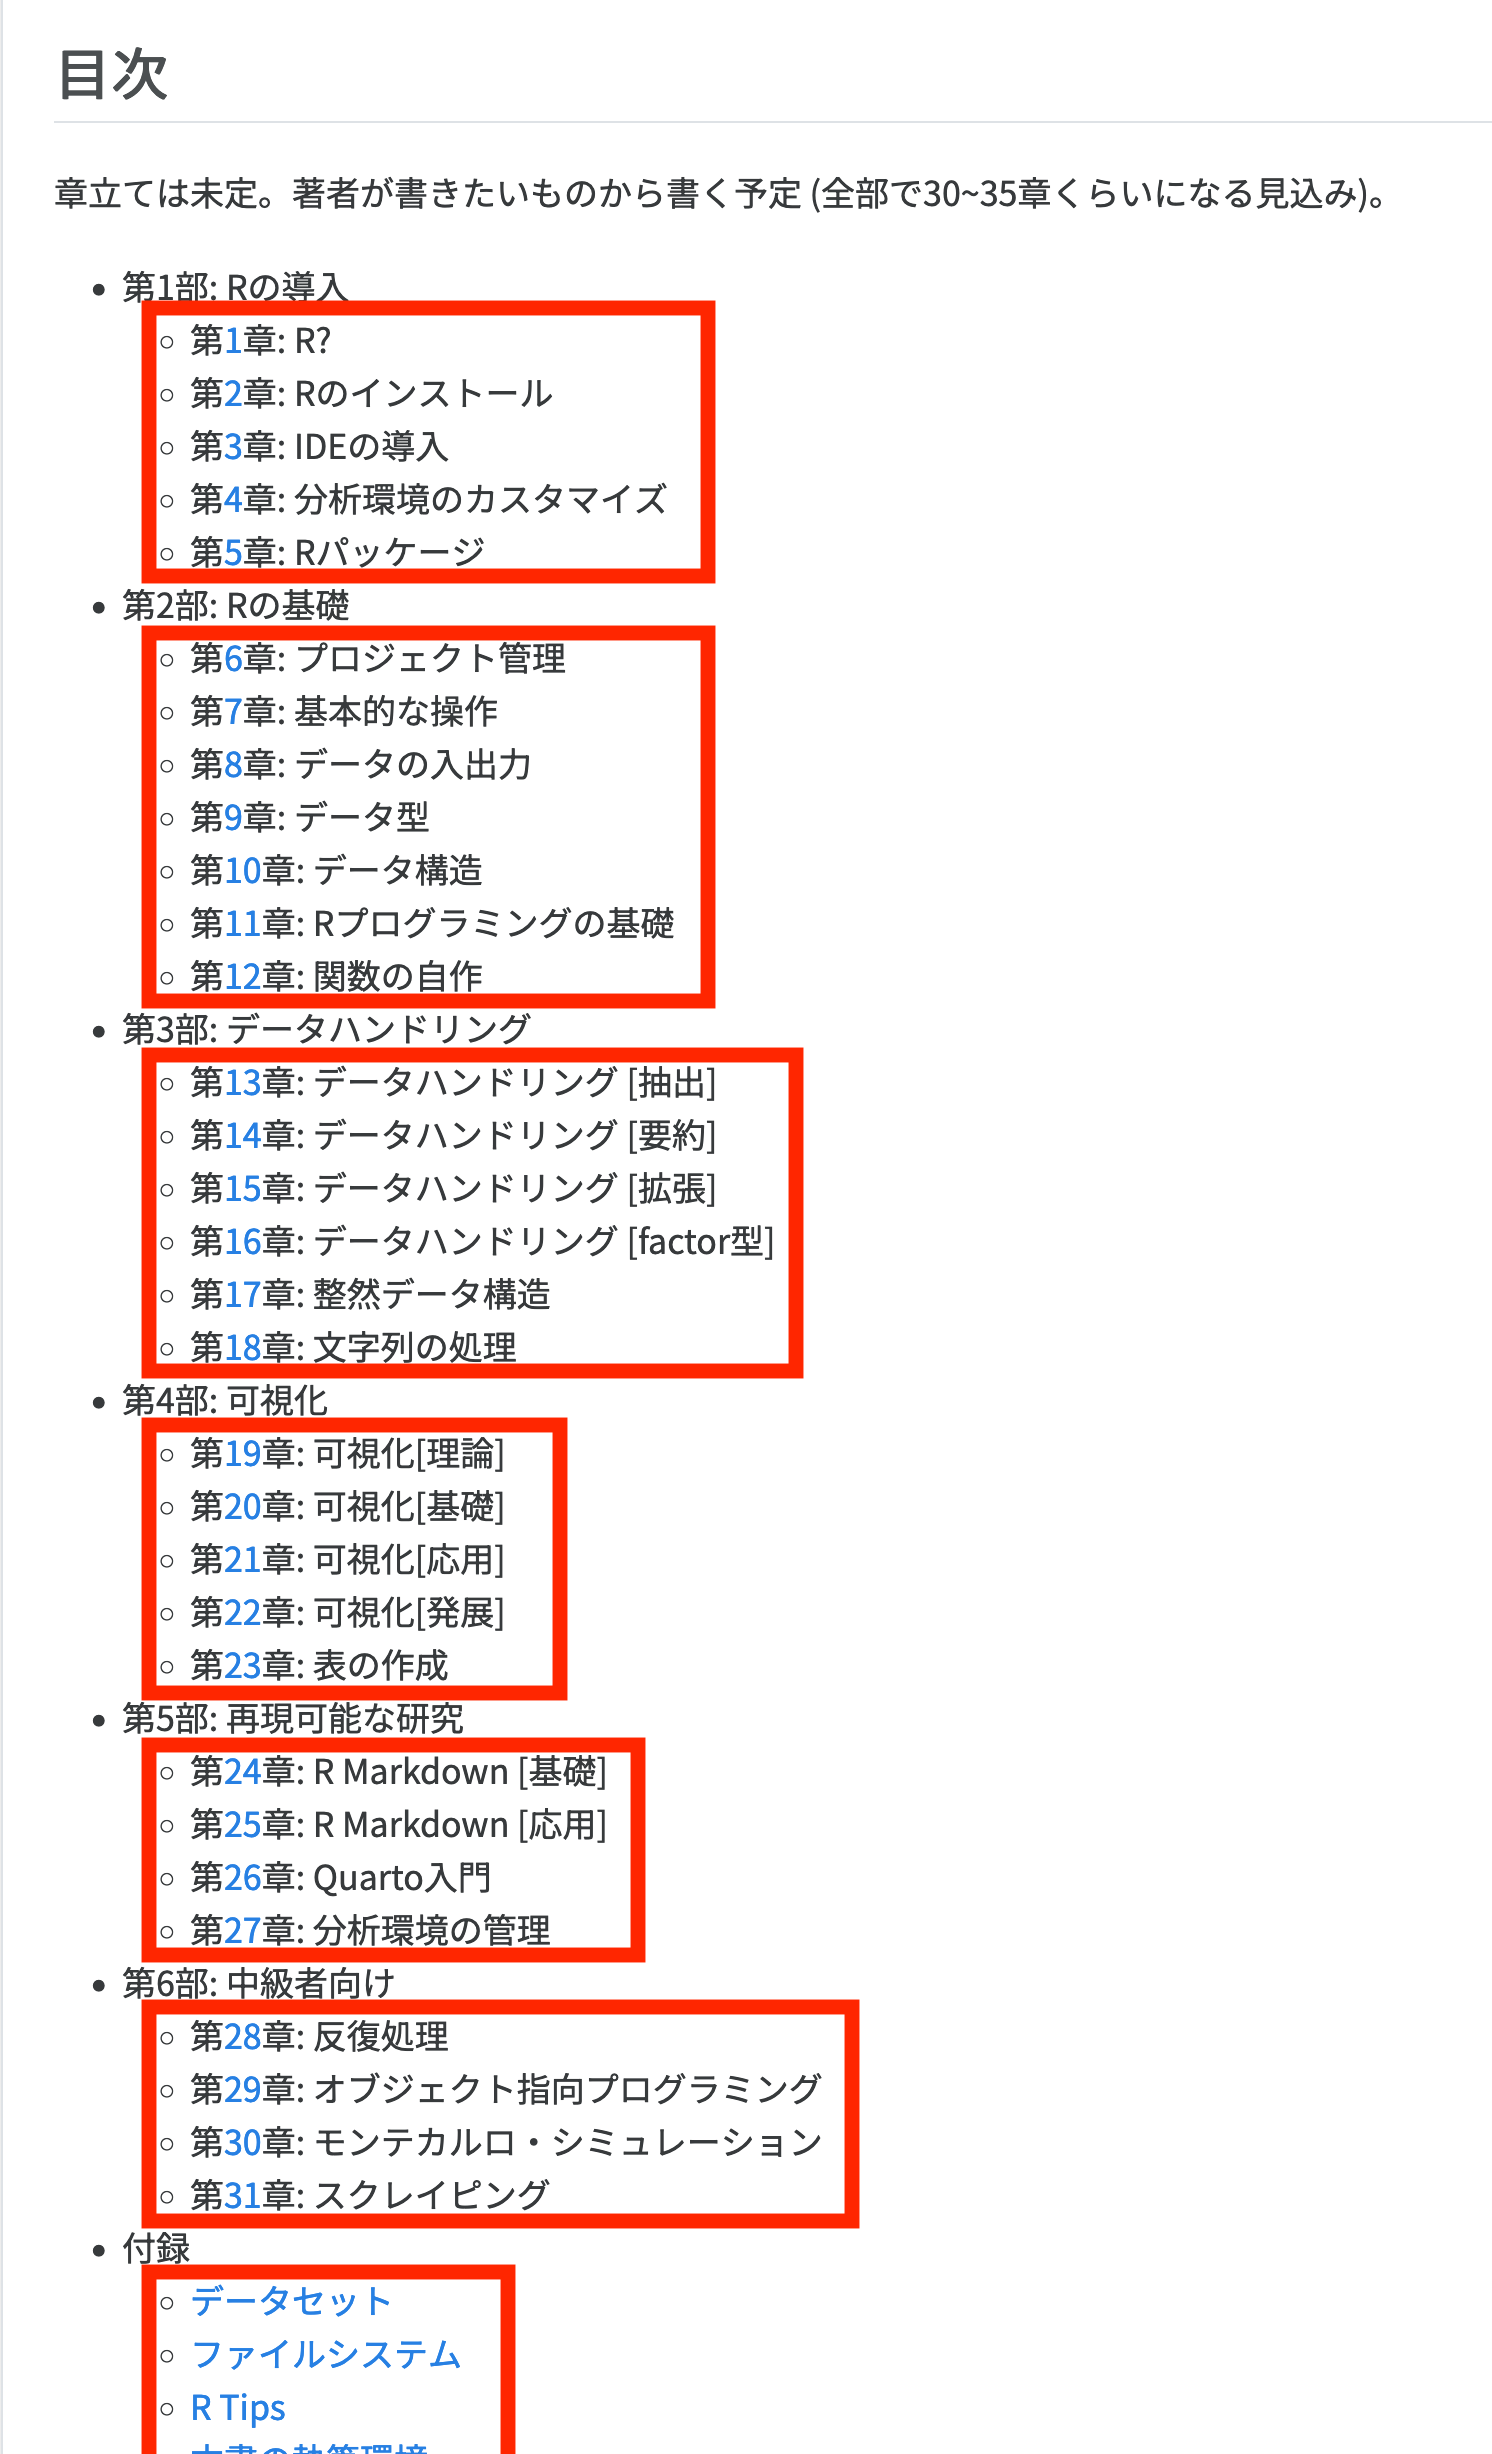 目次
章立ては未定。著者が書きたいものから書く予定 (全部で30~35章くらいになる見込み)。
第1部: Rの導入
第1章: R?
第2章: Rのインストール
第3章: IDEの導入
第4章: 分析環境のカスタマイズ
第5章: Rパッケージ
第2部: Rの基礎
第6章: プロジェクト管理
第7章: 基本的な操作
第8章: データの入出力
第9章: データ型
第10章: データ構造
第11章: Rプログラミングの基礎
第12章: 関数の自作
第3部: データハンドリング
第13章: データハンドリング [抽出]
第14章: データハンドリング [要約]
第15章: データハンドリング [拡張]
第16章: データハンドリング [factor型]
第17章: 整然データ構造
第18章: 文字列の処理
第4部: 可視化
第19章: 可視化[理論]
第20章: 可視化[基礎]
第21章: 可視化[応用]
第22章: 可視化[発展]
第23章: 表の作成
第5部: 再現可能な研究
第24章: R Markdown [基礎]
第25章: R Markdown [応用]
第26章: Quarto入門
第27章: 分析環境の管理
第6部: 中級者向け
第28章: 反復処理
第29章: オブジェクト指向プログラミング
第30章: モンテカルロ・シミュレーション
第31章: スクレイピング
付録
データセット
ファイルシステム
R Tips